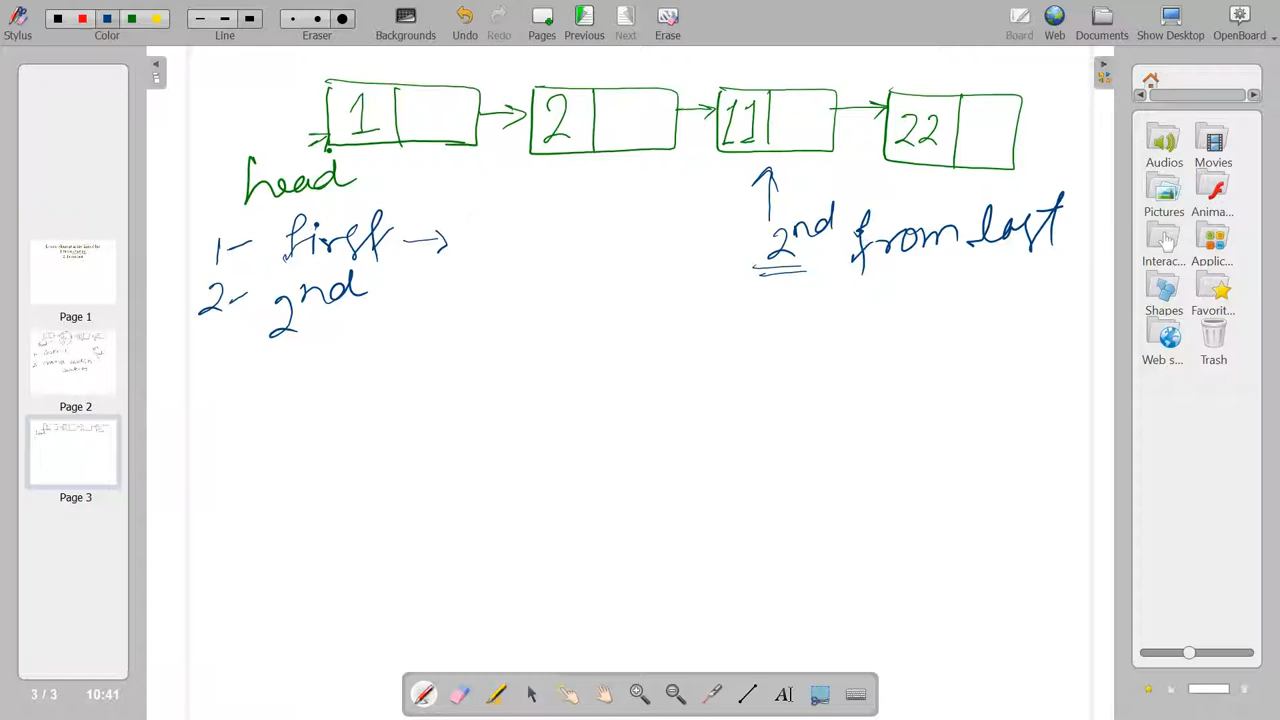 Stylus
Color
Line
Eraser
Backgrounds
Undo
Redo
Pages
Previous
Next
Erase
Board
Web
Documents
Show Desktop
OpenBoard
1 2 11 22
head
1- first →
2- 2nd
2nd from last
Page 1
Page 2
Page 3
Audios
Movies
Pictures
Anima...
Interac...
Applic...
Shapes
Favorit...
Web s...
Trash
3 / 3
10:41